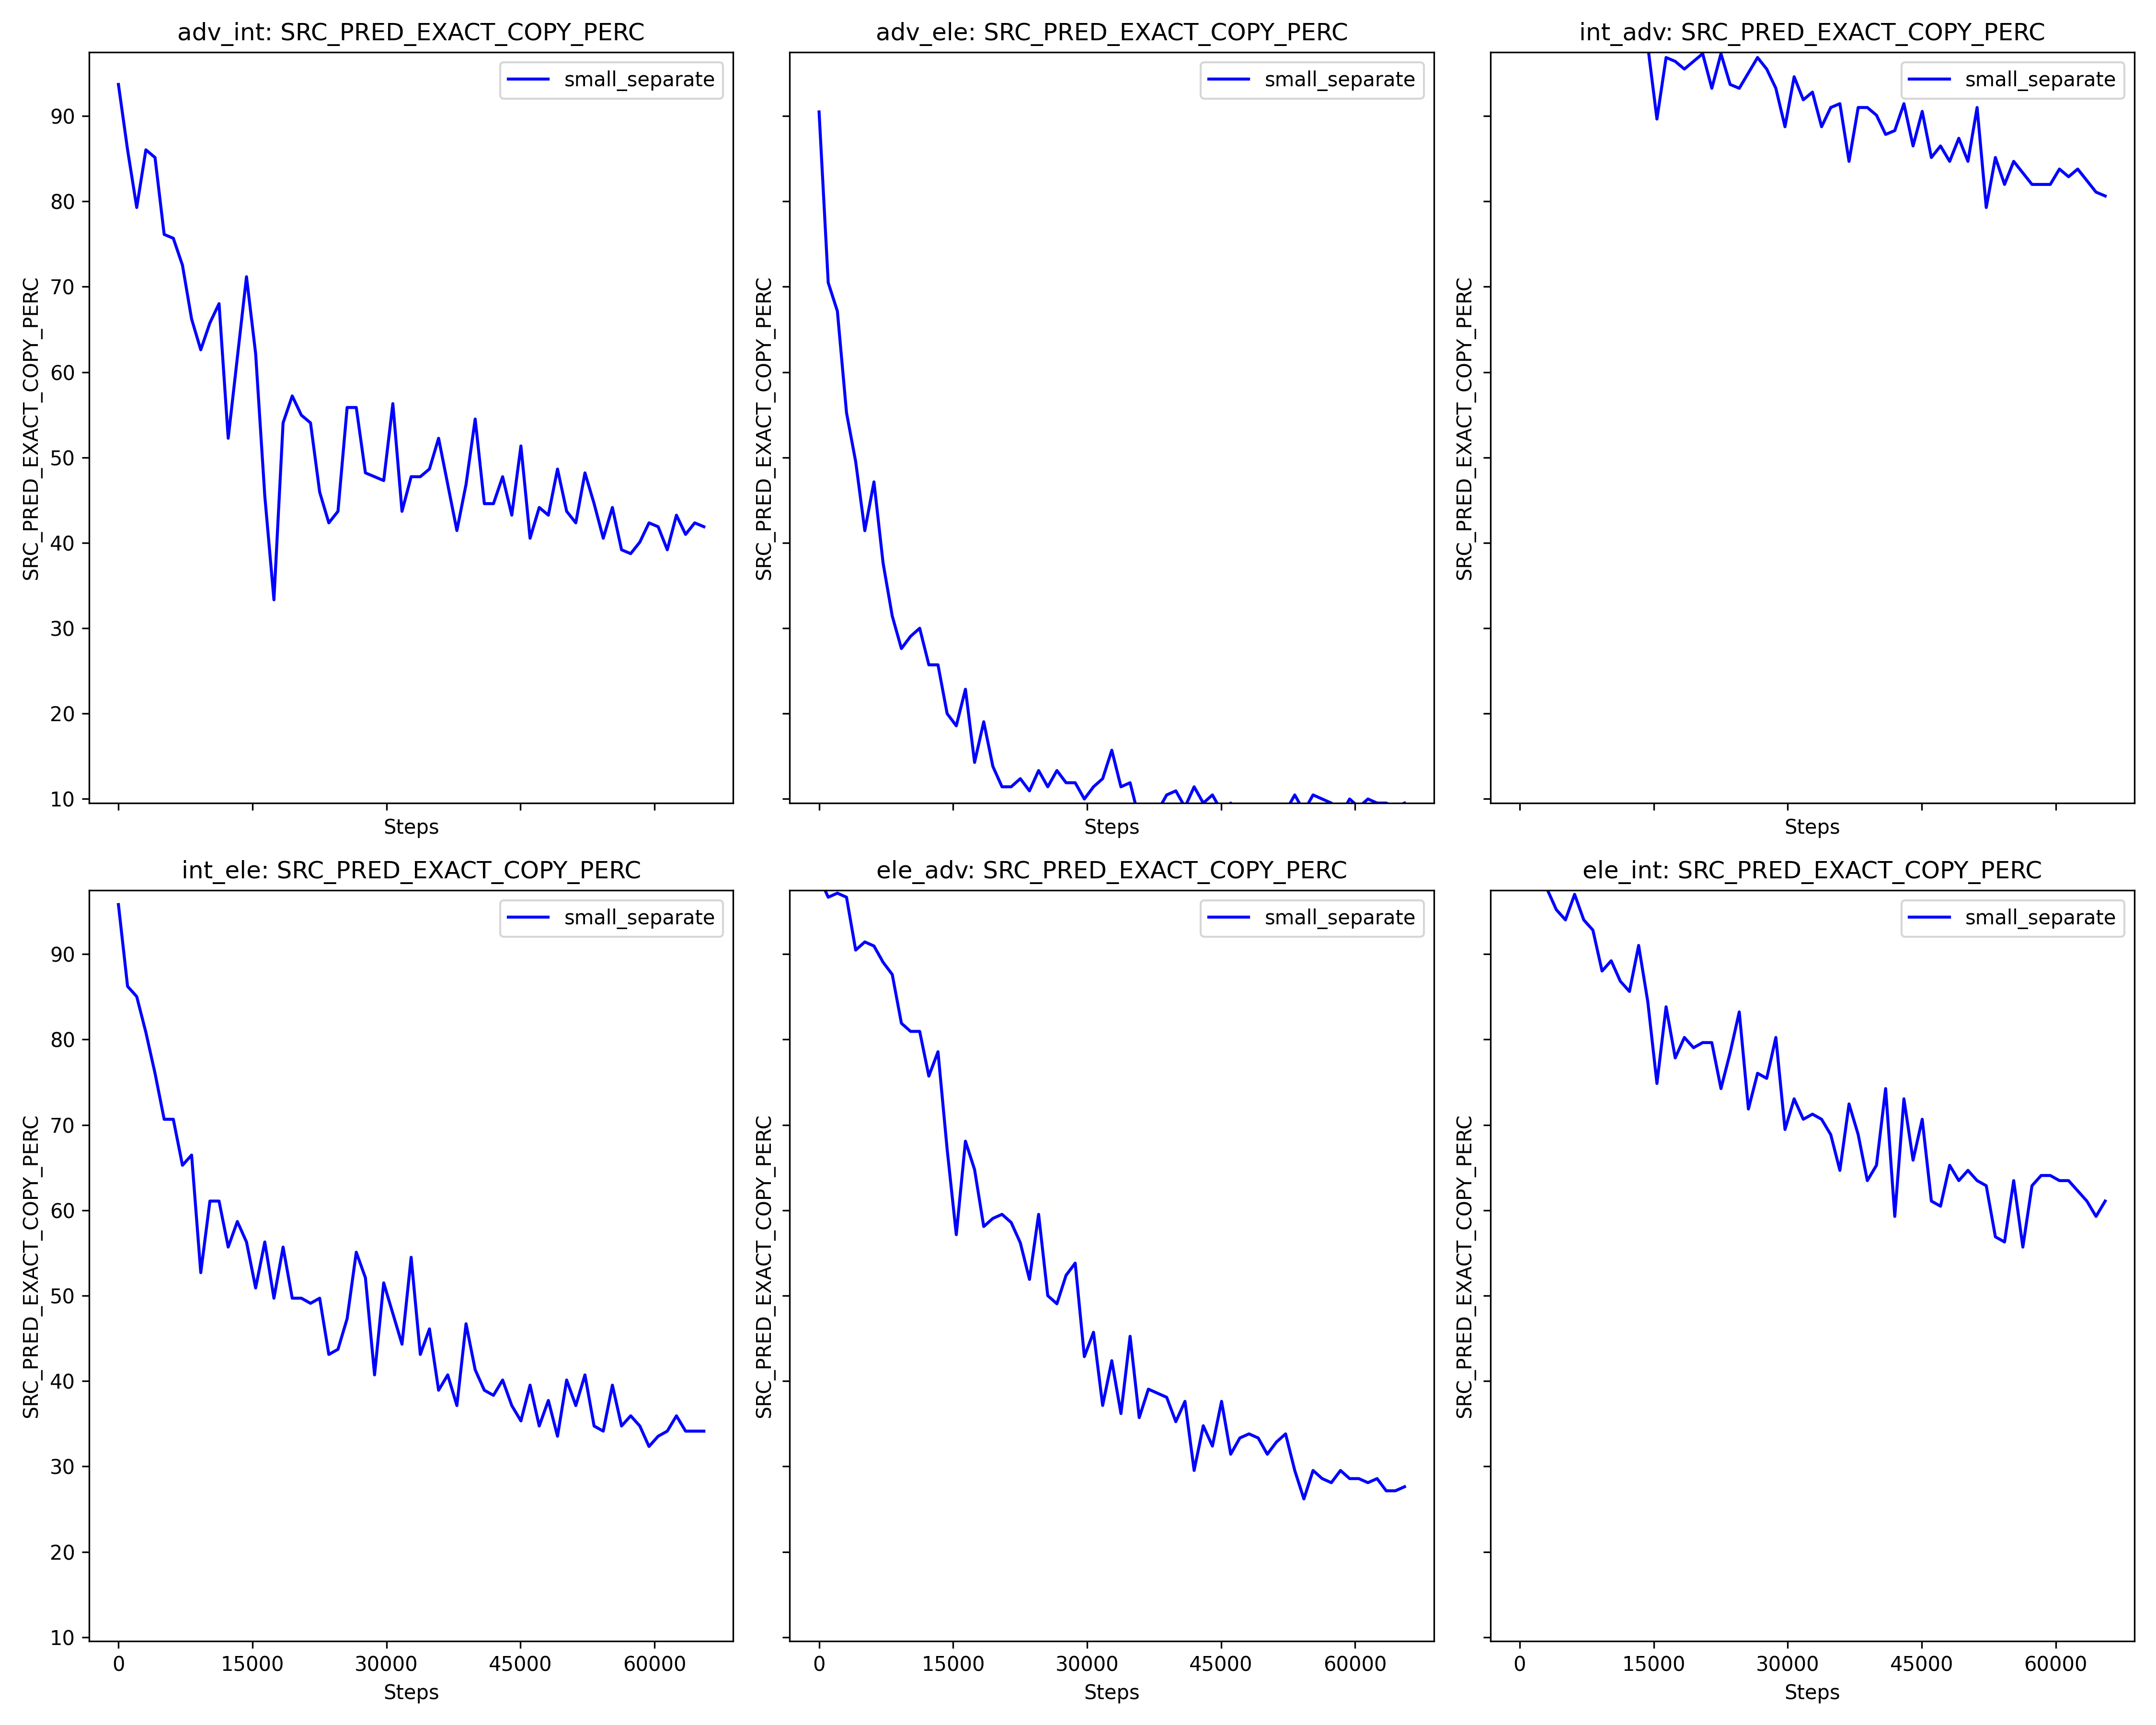 adv_int: SRC_PRED_EXACT_COPY_PERC
adv_ele: SRC_PRED_EXACT_COPY_PERC
int_adv: SRC_PRED_EXACT_COPY_PERC
small_separate
small_separate
small_separate
SRC_PRED_EXACT_COPY_PERC
SRC_PRED_EXACT_COPY_PERC
SRC_PRED_EXACT_COPY_PERC
90
80
70
60
50
40
30
20
10
Steps
Steps
Steps
int_ele: SRC_PRED_EXACT_COPY_PERC
ele_adv: SRC_PRED_EXACT_COPY_PERC
ele_int: SRC_PRED_EXACT_COPY_PERC
small_separate
small_separate
small_separate
SRC_PRED_EXACT_COPY_PERC
SRC_PRED_EXACT_COPY_PERC
SRC_PRED_EXACT_COPY_PERC
90
80
70
60
50
40
30
20
10
0 15000 30000 45000 60000
0 15000 30000 45000 60000
0 15000 30000 45000 60000
Steps
Steps
Steps